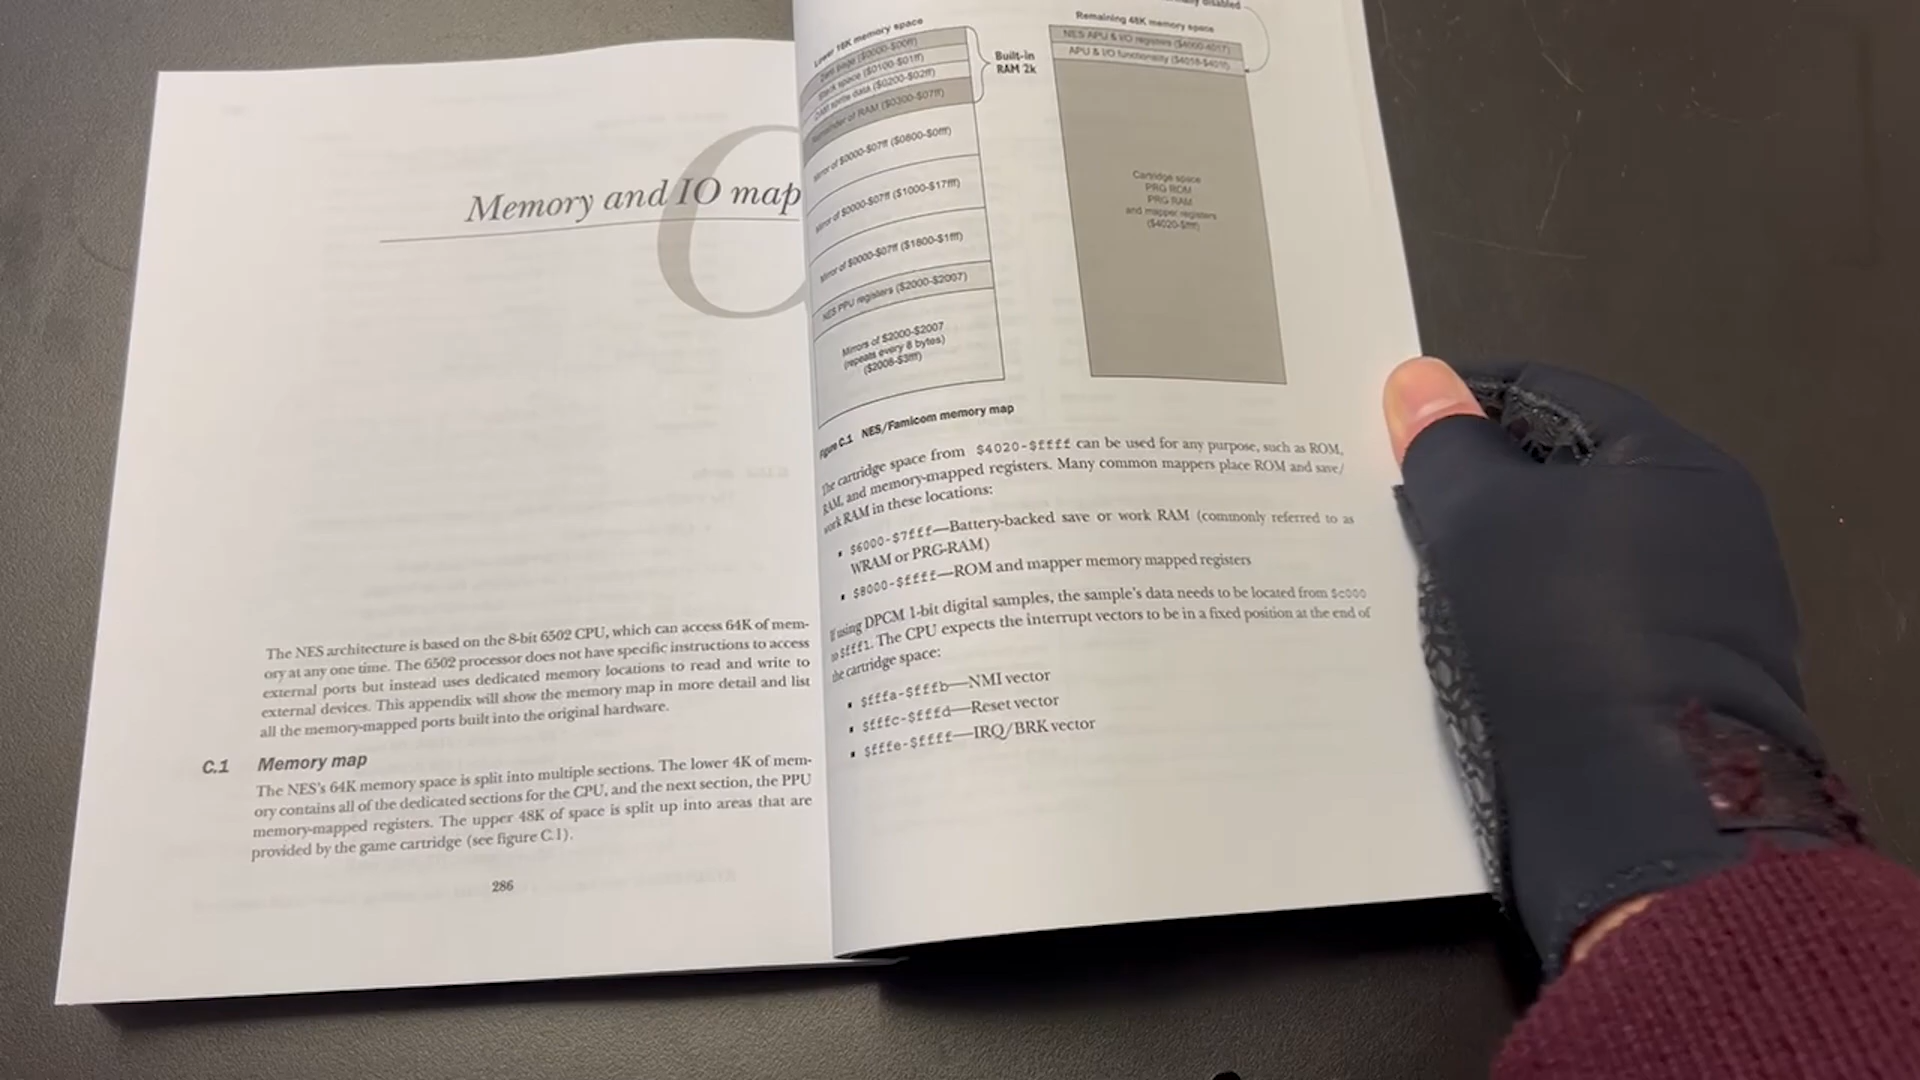 Memory and IO map
The NES architecture is based on the 8-bit 6502 CPU, which can access 64K of mem-
ory at any one time. The 6502 processor does not have specific instructions to access
external ports but instead uses dedicated memory locations to read and write to
external devices. This appendix will show the memory map in more detail and list
all the memory-mapped ports built into the original hardware.
C.1 Memory map
The NES's 64K memory space is split into multiple sections. The lower 4K of mem-
ory contains all of the dedicated sections for the CPU, and the next section, the PPU
memory-mapped registers. The upper 48K of space is split up into areas that are
provided by the game cartridge (see figure C.1).
286
disabled
Lower 16K memory space
Zero page ($0000-$00ff)
Stack space ($0100-$01ff)
OAM sprite data ($0200-$02ff)
Remainder of RAM ($0300-$07ff)
Mirror of $0000-$07ff ($0800-$0fff)
Mirror of $0000-$07ff ($1000-$17ff)
Mirror of $0000-$07ff ($1800-$1fff)
NES PPU registers ($2000-$2007)
Mirrors of $2000-$2007
(repeats every 8 bytes)
($2008-$3fff)
Built-in
RAM 2k
Remaining 48K memory space
NES APU & I/O registers ($4000-4017)
APU & I/O functionality ($4018-$401f)
Cartridge space
PRG ROM
PRG RAM
and mapper registers
($4020-$ffff)
Figure C.1 NES/Famicom memory map
The cartridge space from $4020-$ffff can be used for any purpose, such as ROM,
RAM, and memory-mapped registers. Many common mappers place ROM and save/
work RAM in these locations:
▪ $6000-$7fff—Battery-backed save or work RAM (commonly referred to as
WRAM or PRG-RAM)
▪ $8000-$ffff—ROM and mapper memory mapped registers
If using DPCM 1-bit digital samples, the sample's data needs to be located from $c000
to $fff1. The CPU expects the interrupt vectors to be in a fixed position at the end of
the cartridge space:
▪ $fffa-$fffb—NMI vector
▪ $fffc-$fffd—Reset vector
▪ $fffe-$ffff—IRQ/BRK vector